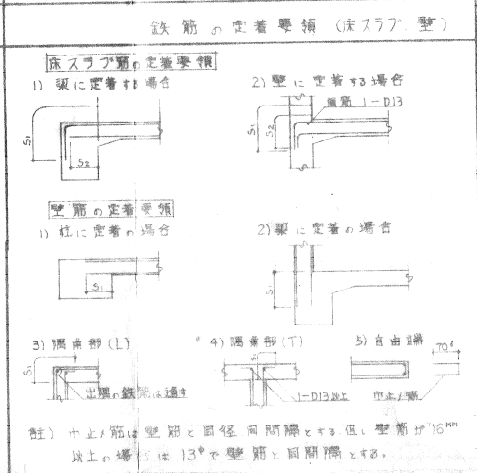 鉄筋の定着要領(床スラブ、壁)
床スラブ筋の定着要領
1) 梁に定着する場合
2) 壁に定着する場合
1-D13
S1
S2
S1
S2
壁筋の定着要領
1) 柱に定着の場合
2) 梁に定着の場合
S1
S1
3) 隅角部(L)
4) 隅角部(T)
5) 自由端
S1
70
出隅の鉄筋は通す
1-D13以上
巾止メ筋
註) 巾止メ筋は壁筋と同径同間隔とする 但し壁筋が16mm
以上の場合は13φで壁筋と同間隔とする。